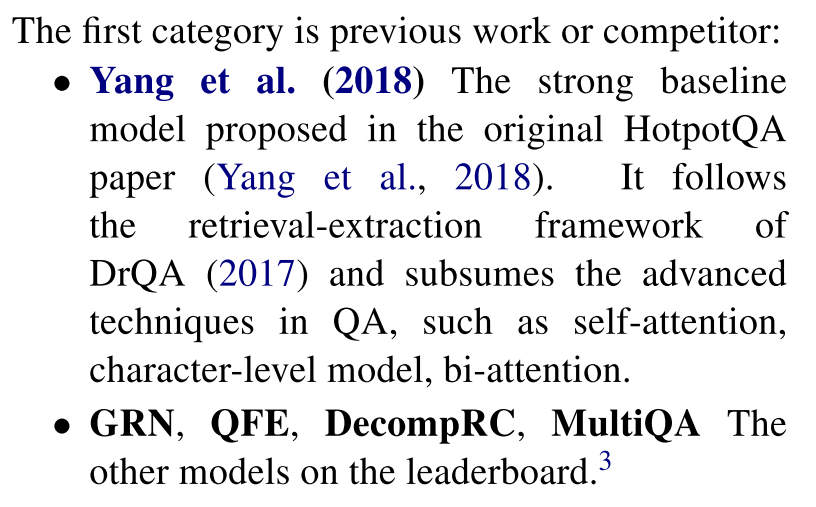 The first category is previous work or competitor:
• Yang et al. (2018) The strong baseline
model proposed in the original HotpotQA
paper (Yang et al., 2018). It follows
the retrieval-extraction framework of
DrQA (2017) and subsumes the advanced
techniques in QA, such as self-attention,
character-level model, bi-attention.
• GRN, QFE, DecompRC, MultiQA The
other models on the leaderboard.3